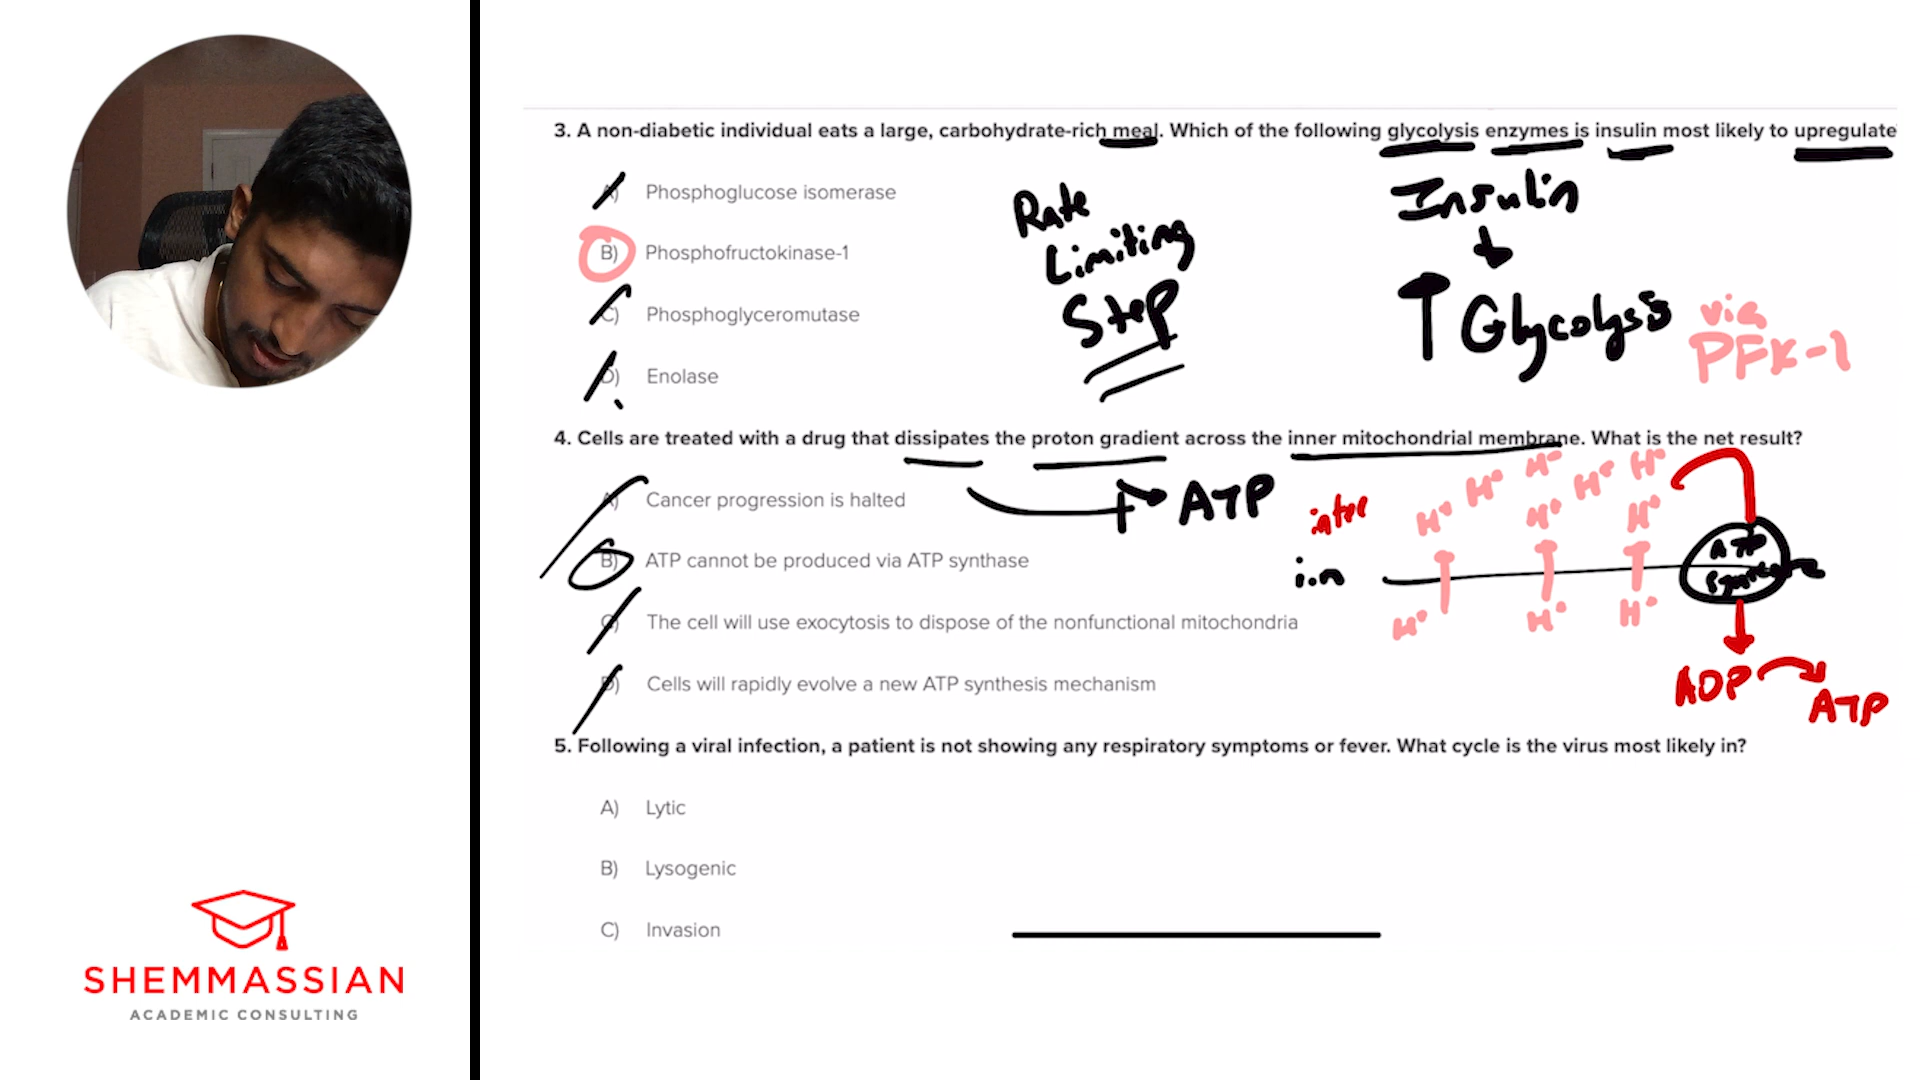 3. A non-diabetic individual eats a large, carbohydrate-rich meal. Which of the following glycolysis enzymes is insulin most likely to upregulate
A) Phosphoglucose isomerase
B) Phosphofructokinase-1
C) Phosphoglyceromutase
D) Enolase
Rate
Limiting
Step
Insulin
↑ Glycolysis
via
PFK-1
4. Cells are treated with a drug that dissipates the proton gradient across the inner mitochondrial membrane. What is the net result?
A) Cancer progression is halted
B) ATP cannot be produced via ATP synthase
C) The cell will use exocytosis to dispose of the nonfunctional mitochondria
D) Cells will rapidly evolve a new ATP synthesis mechanism
ATP
H+ H+ H+ H+
H+ H+ H+
H+ H+ H+
ATP
ADP
ATP
5. Following a viral infection, a patient is not showing any respiratory symptoms or fever. What cycle is the virus most likely in?
A) Lytic
B) Lysogenic
C) Invasion
SHEMMASSIAN
ACADEMIC CONSULTING